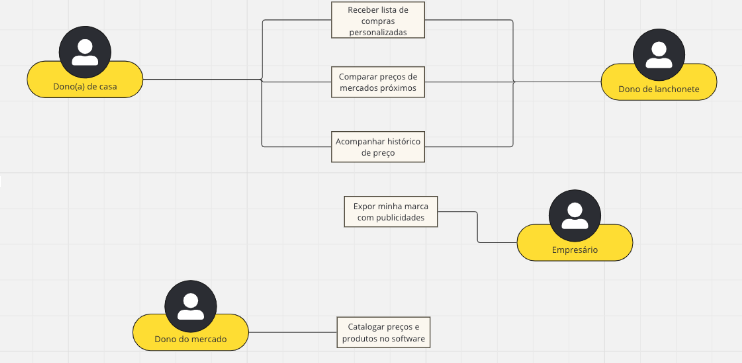 Receber lista de
compras
personalizadas
Dono(a) de casa
Comparar preços de
mercados próximos
Dono de lanchonete
Acompanhar histórico
de preço
Expor minha marca
com publicidades
Empresário
Dono do mercado
Catalogar preços e
produtos no software